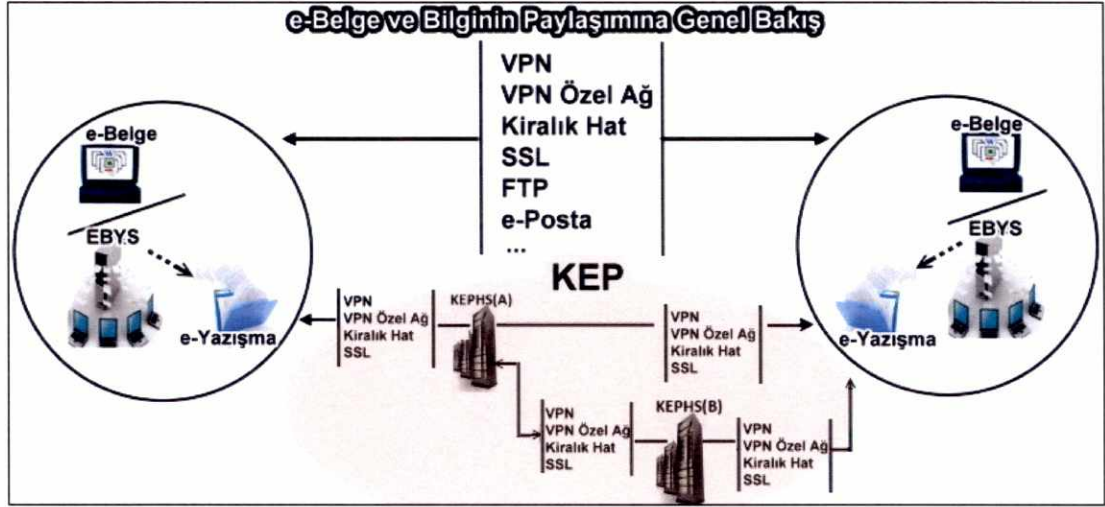 e-Belge ve Bilginin Paylaşımına Genel Bakış
VPN
VPN Özel Ağ
Kiralık Hat
SSL
FTP
e-Posta
...
e-Belge
EBYS
e-Yazışma
e-Belge
EBYS
e-Yazışma
KEP
VPN
VPN Özel Ağ
Kiralık Hat
SSL
KEPHS(A)
VPN
VPN Özel Ağ
Kiralık Hat
SSL
VPN
VPN Özel Ağ
Kiralık Hat
SSL
KEPHS(B)
VPN
VPN Özel Ağ
Kiralık Hat
SSL